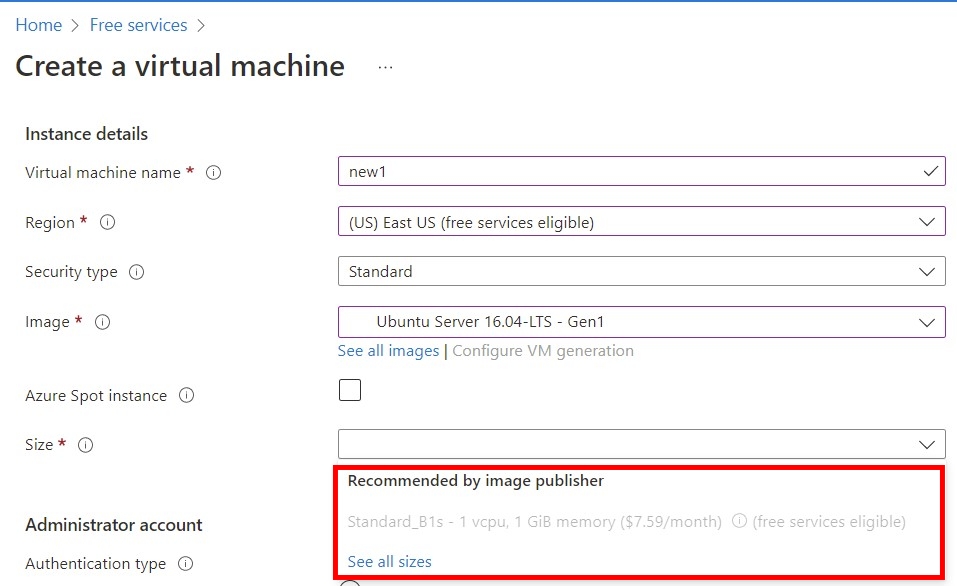 Home > Free services >
Create a virtual machine ...
Instance details
Virtual machine name *
new1
Region *
(US) East US (free services eligible)
Security type
Standard
Image *
Ubuntu Server 16.04-LTS - Gen1
See all images | Configure VM generation
Azure Spot instance
Size *
Recommended by image publisher
Standard_B1s - 1 vcpu, 1 GiB memory ($7.59/month) (free services eligible)
See all sizes
Administrator account
Authentication type